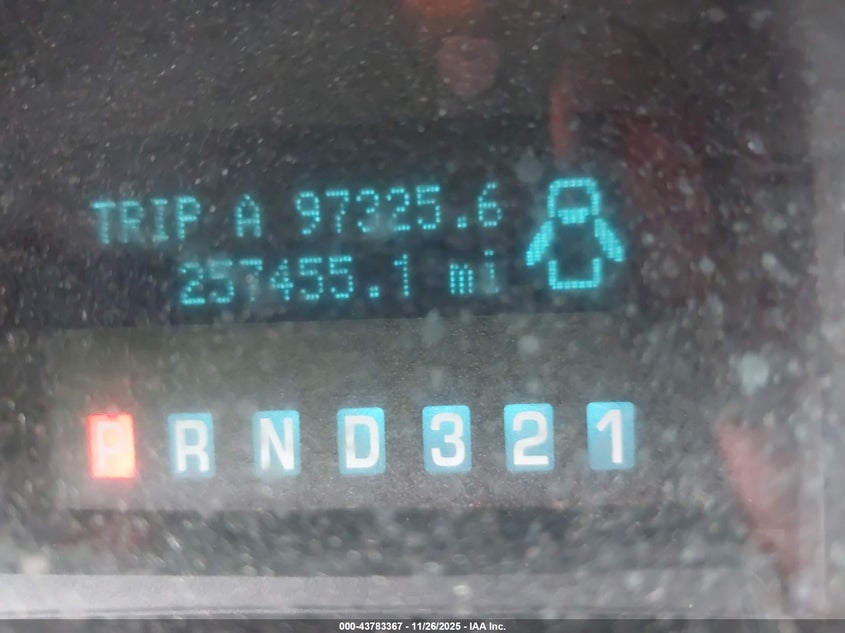 TRIP A 97325.6
257455.1 mi
P R N D 3 2 1
000-43783367 - 11/26/2025 - IAA Inc.